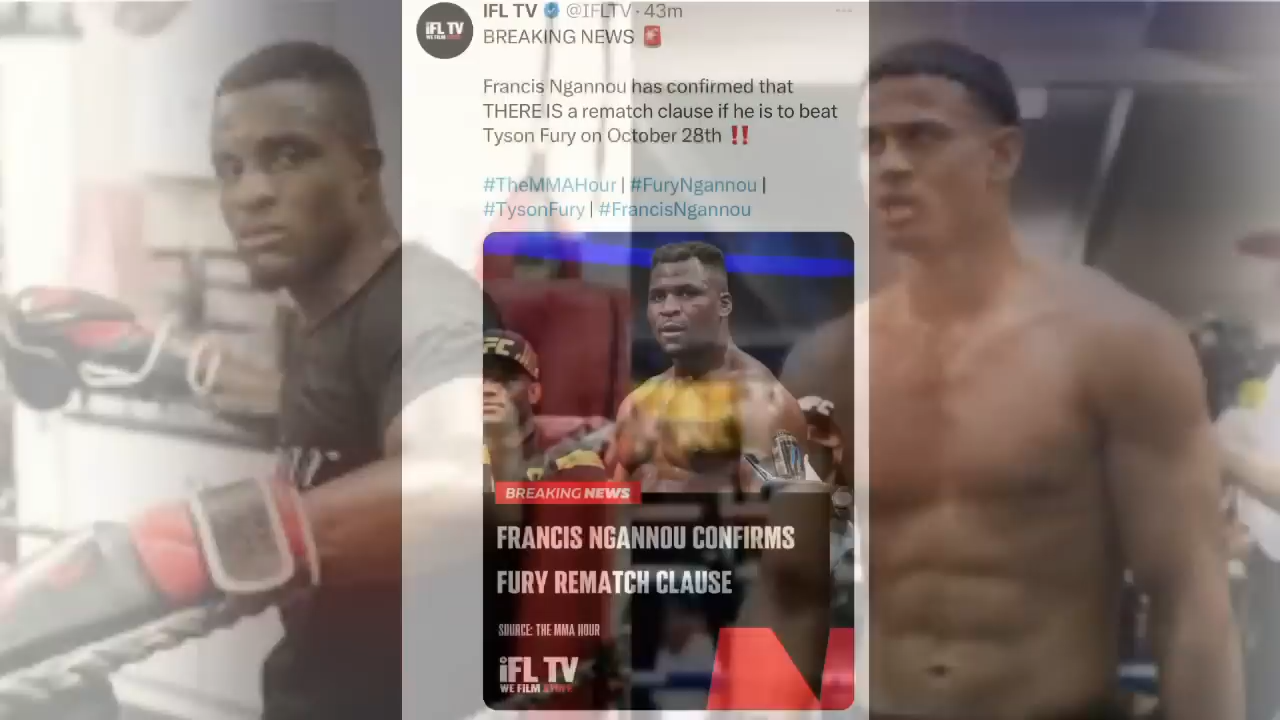 IFL TV @IFLTV · 43m
BREAKING NEWS 🚨
Francis Ngannou has confirmed that
THERE IS a rematch clause if he is to beat
Tyson Fury on October 28th ‼️
#TheMMAHour | #FuryNgannou |
#TysonFury | #FrancisNgannou
BREAKING NEWS
FRANCIS NGANNOU CONFIRMS
FURY REMATCH CLAUSE
SOURCE: THE MMA HOUR
iFL TV
WE FILM